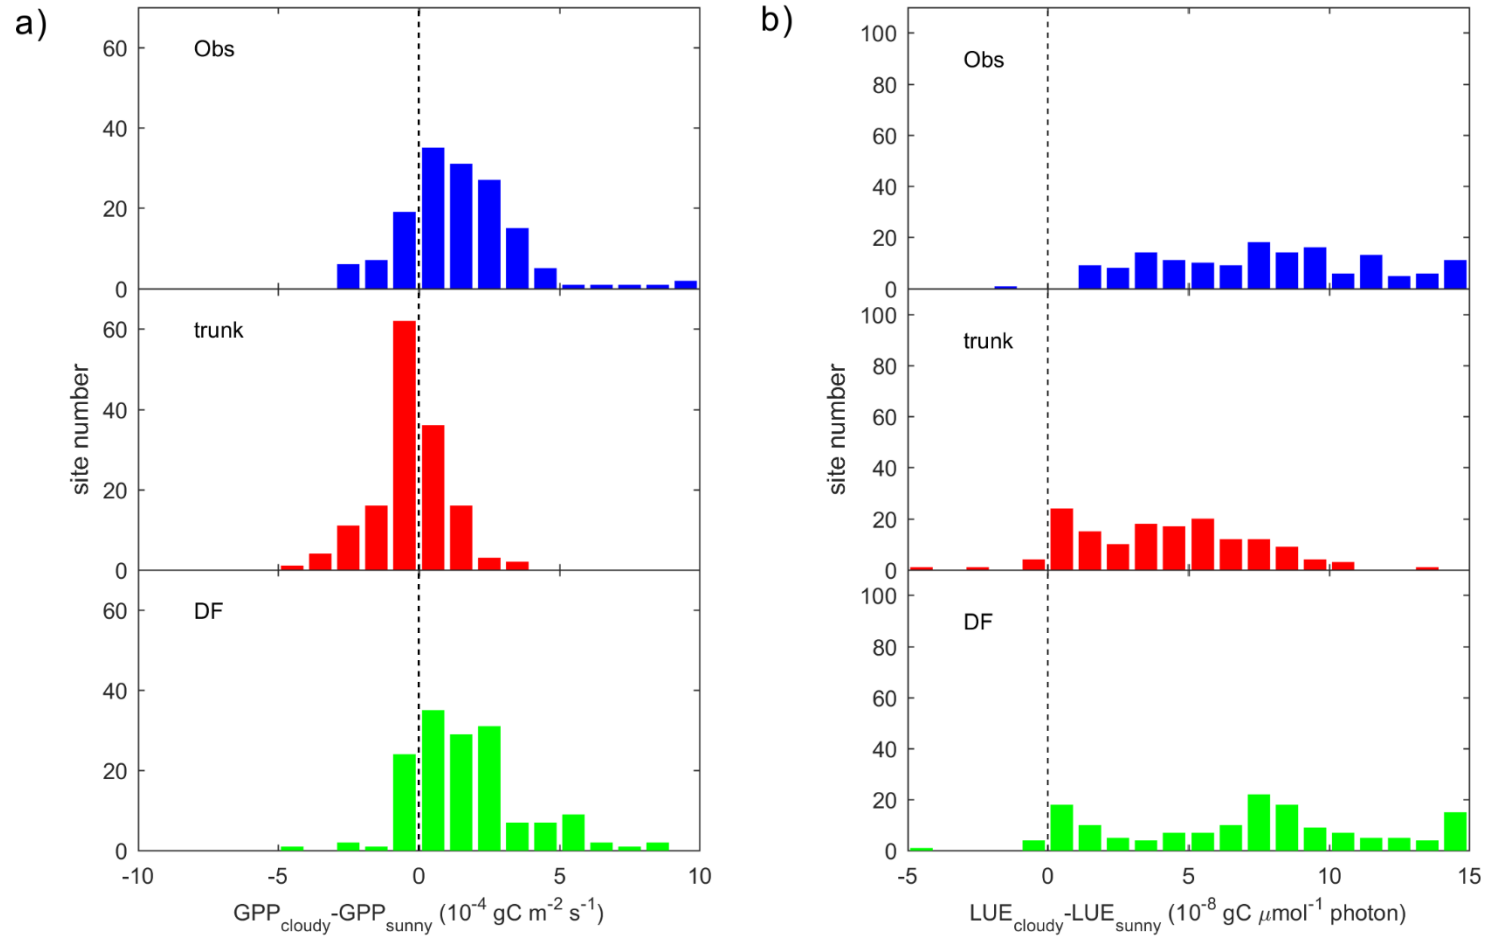 a)
60
40
20
0
Obs
60
40
20
0
trunk
60
40
20
0
DF
site number
-10 -5 0 5 10
GPPcloudy-GPPsunny (10-4 gC m-2 s-1)
b)
100
80
60
40
20
0
Obs
100
80
60
40
20
0
trunk
100
80
60
40
20
0
DF
site number
-5 0 5 10 15
LUEcloudy-LUEsunny (10-8 gC μmol-1 photon)